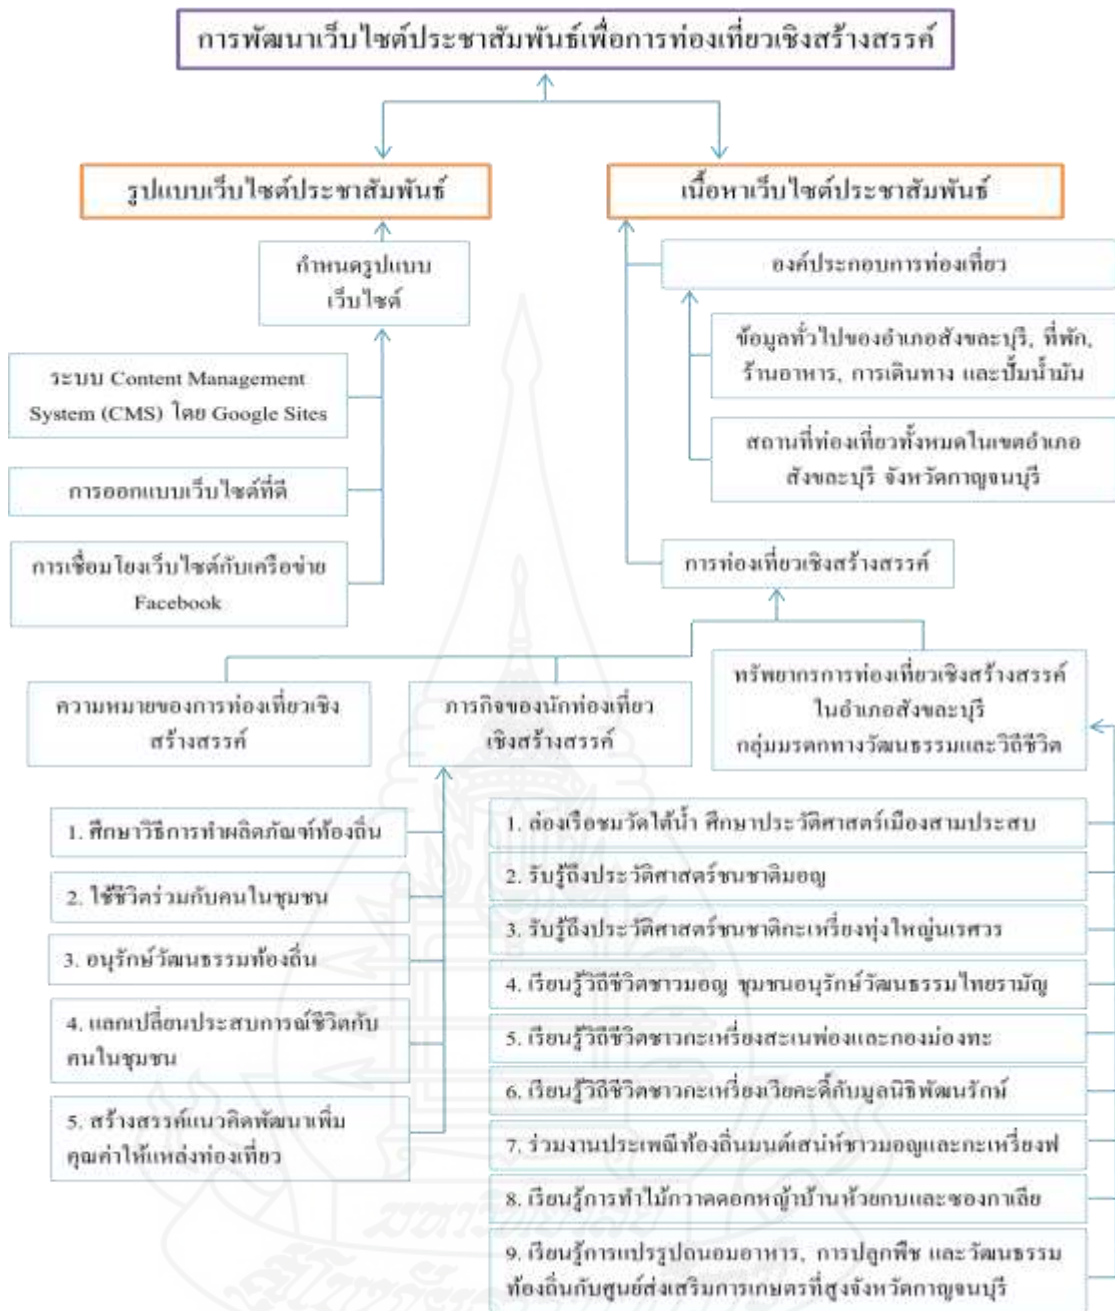 การพัฒนาเว็บไซต์ประชาสัมพันธ์เพื่อการท่องเที่ยวเชิงสร้างสรรค์
รูปแบบเว็บไซต์ประชาสัมพันธ์
เนื้อหาเว็บไซต์ประชาสัมพันธ์
กำหนดรูปแบบ
เว็บไซต์
ระบบ Content Management
System (CMS) โดย Google Sites
การออกแบบเว็บไซต์ที่ดี
การเชื่อมโยงเว็บไซต์กับเครือข่าย
Facebook
องค์ประกอบการท่องเที่ยว
ข้อมูลทั่วไปของอำเภอสังขละบุรี, ที่พัก,
ร้านอาหาร, การเดินทาง และปั้มน้ำมัน
สถานที่ท่องเที่ยวทั้งหมดในเขตอำเภอ
สังขละบุรี จังหวัดกาญจนบุรี
การท่องเที่ยวเชิงสร้างสรรค์
ความหมายของการท่องเที่ยวเชิง
สร้างสรรค์
ภารกิจของนักท่องเที่ยว
เชิงสร้างสรรค์
ทรัพยากรการท่องเที่ยวเชิงสร้างสรรค์
ในอำเภอสังขละบุรี
กลุ่มมรดกทางวัฒนธรรมและวิถีชีวิต
1. ศึกษาวิธีการทำผลิตภัณฑ์ท้องถิ่น
2. ใช้ชีวิตร่วมกับคนในชุมชน
3. อนุรักษ์วัฒนธรรมท้องถิ่น
4. แลกเปลี่ยนประสบการณ์ชีวิตกับ
คนในชุมชน
5. สร้างสรรค์แนวคิดพัฒนาเพิ่ม
คุณค่าให้แหล่งท่องเที่ยว
1. ล่องเรือชมวัดใต้น้ำ ศึกษาประวัติศาสตร์เมืองสามประสบ
2. รับรู้ถึงประวัติศาสตร์ชนชาติมอญ
3. รับรู้ถึงประวัติศาสตร์ชนชาติกะเหรี่ยงทุ่งใหญ่นเรศวร
4. เรียนรู้วิถีชีวิตชาวมอญ ชุมชนอนุรักษ์วัฒนธรรมไทยรามัญ
5. เรียนรู้วิถีชีวิตชาวกะเหรี่ยงสะเนพ่องและกองม่องทะ
6. เรียนรู้วิถีชีวิตชาวกะเหรี่ยงเวียคะดี้กับมูลนิธิพัฒนรักษ์
7. ร่วมงานประเพณีท้องถิ่นมนต์เสน่ห์ชาวมอญและกะเหรี่ยงฟ
8. เรียนรู้การทำไม้กวาดดอกหญ้าบ้านห้วยกบและซองกาเลีย
9. เรียนรู้การแปรรูปถนอมอาหาร, การปลูกพืช และวัฒนธรรม
ท้องถิ่นกับศูนย์ส่งเสริมการเกษตรที่สูงจังหวัดกาญจนบุรี